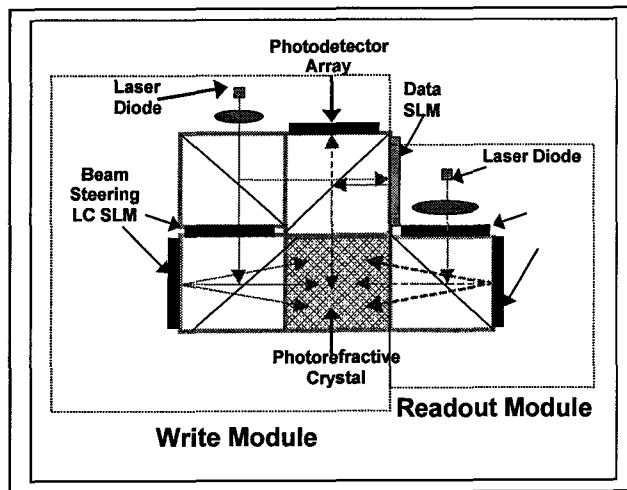 Photodetector
Array
Laser
Diode
Data
SLM
Laser Diode
Beam
Steering
LC SLM
Photorefractive
Crystal
Readout Module
Write Module